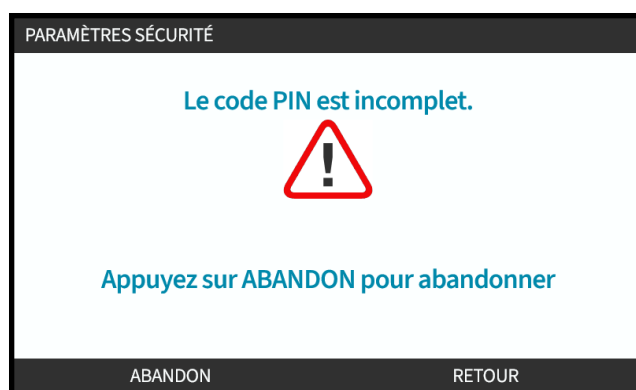 PARAMÈTRES SÉCURITÉ
Le code PIN est incomplet.
!
Appuyez sur ABANDON pour abandonner
ABANDON RETOUR